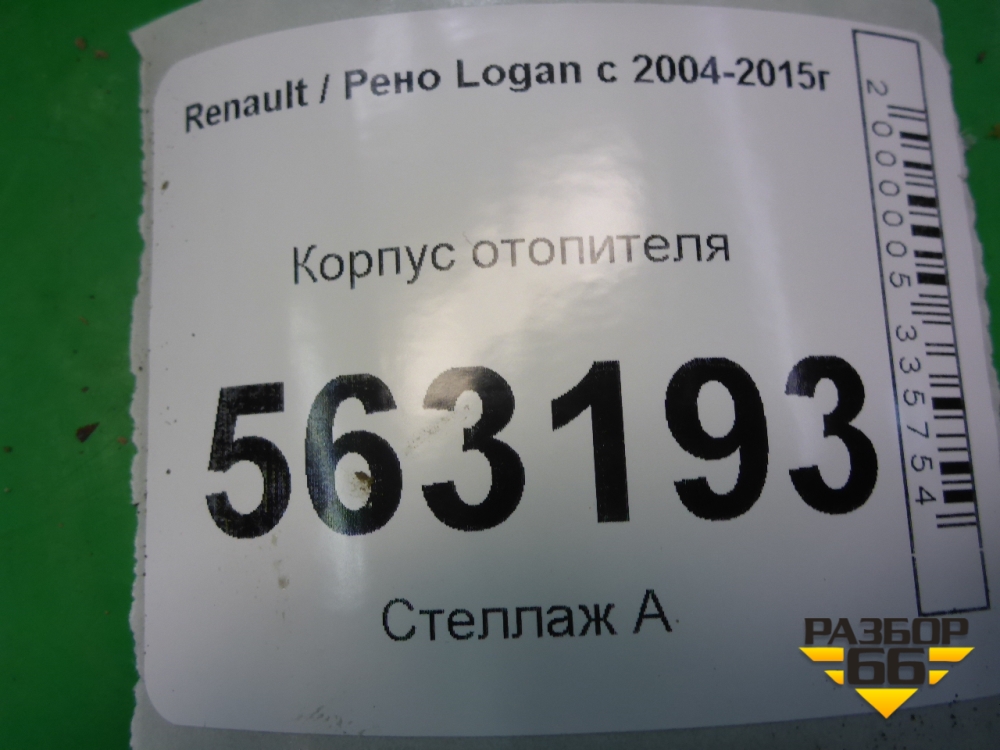 Renault / Рено Logan с 2004-2015г
Корпус отопителя
563193
Стеллаж А
2000005335754
РАЗБОР
66